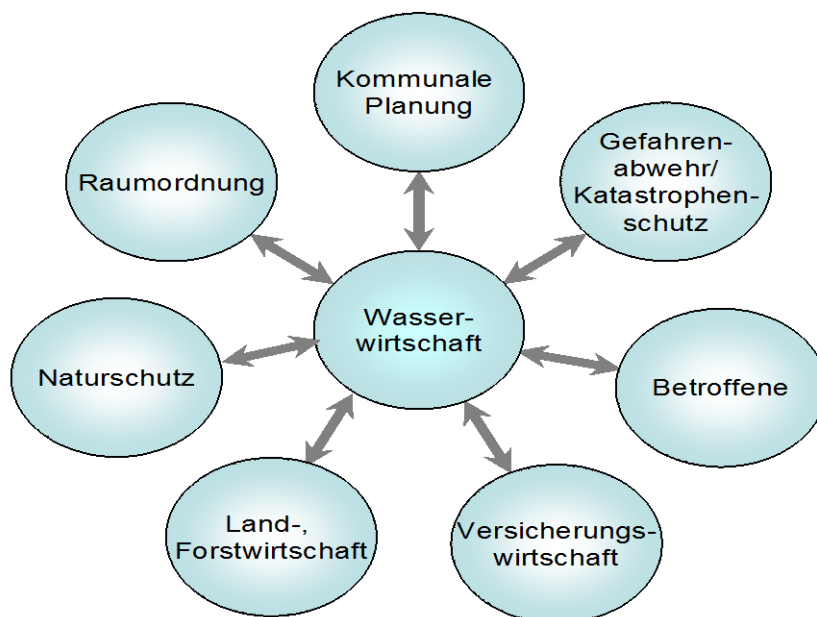 Kommunale
Planung
Gefahren-
abwehr/
Katastrophen-
schutz
Raumordnung
Wasser-
wirtschaft
Naturschutz
Betroffene
Land-,
Forstwirtschaft
Versicherungs-
wirtschaft